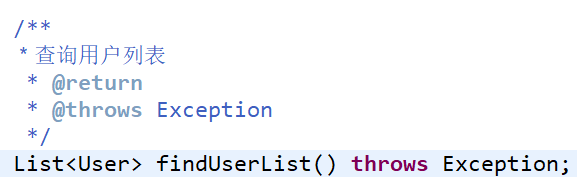 /**
* 查询用户列表
* @return
* @throws Exception
*/
List<User> findUserList() throws Exception;